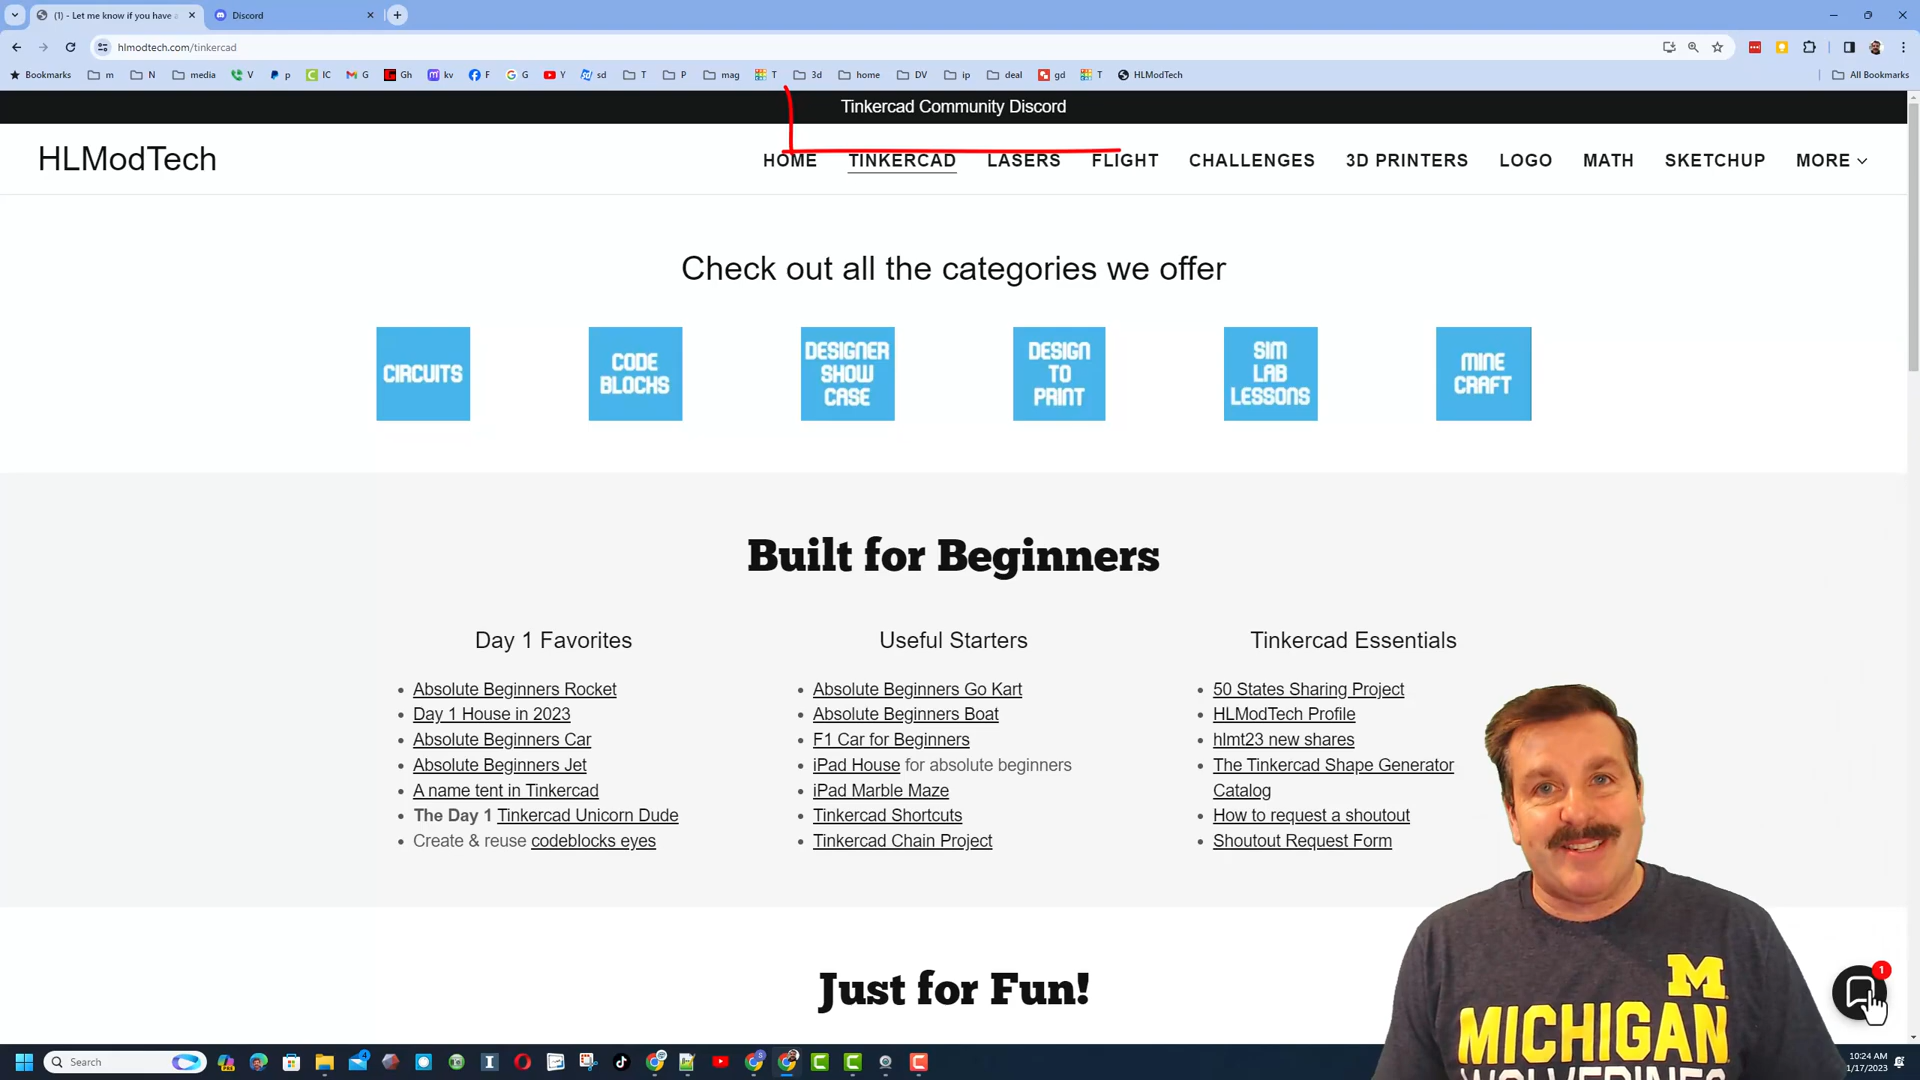 (1) - Let me know if you have a
Discord
hlmodtech.com/tinkercad
Bookmarks m N media V p IC G Gh kv F G Y sd T P mag T 3d home DV ip deal gd T HLModTech All Bookmarks
Tinkercad Community Discord
HLModTech
HOME TINKERCAD LASERS FLIGHT CHALLENGES 3D PRINTERS LOGO MATH SKETCHUP MORE
Check out all the categories we offer
CIRCUITS
CODE
BLOCKS
DESIGNER
SHOW
CASE
DESIGN
TO
PRINT
SIM
LAB
LESSONS
MINE
CRAFT
Built for Beginners
Day 1 Favorites
Absolute Beginners Rocket
Day 1 House in 2023
Absolute Beginners Car
Absolute Beginners Jet
A name tent in Tinkercad
The Day 1 Tinkercad Unicorn Dude
Create & reuse codeblocks eyes
Useful Starters
Absolute Beginners Go Kart
Absolute Beginners Boat
F1 Car for Beginners
iPad House for absolute beginners
iPad Marble Maze
Tinkercad Shortcuts
Tinkercad Chain Project
Tinkercad Essentials
50 States Sharing Project
HLModTech Profile
hlmt23 new shares
The Tinkercad Shape Generator
Catalog
How to request a shoutout
Shoutout Request Form
Just for Fun!
1
M
MICHIGAN
WOLVERINES
Search
10:24 AM
1/17/2023